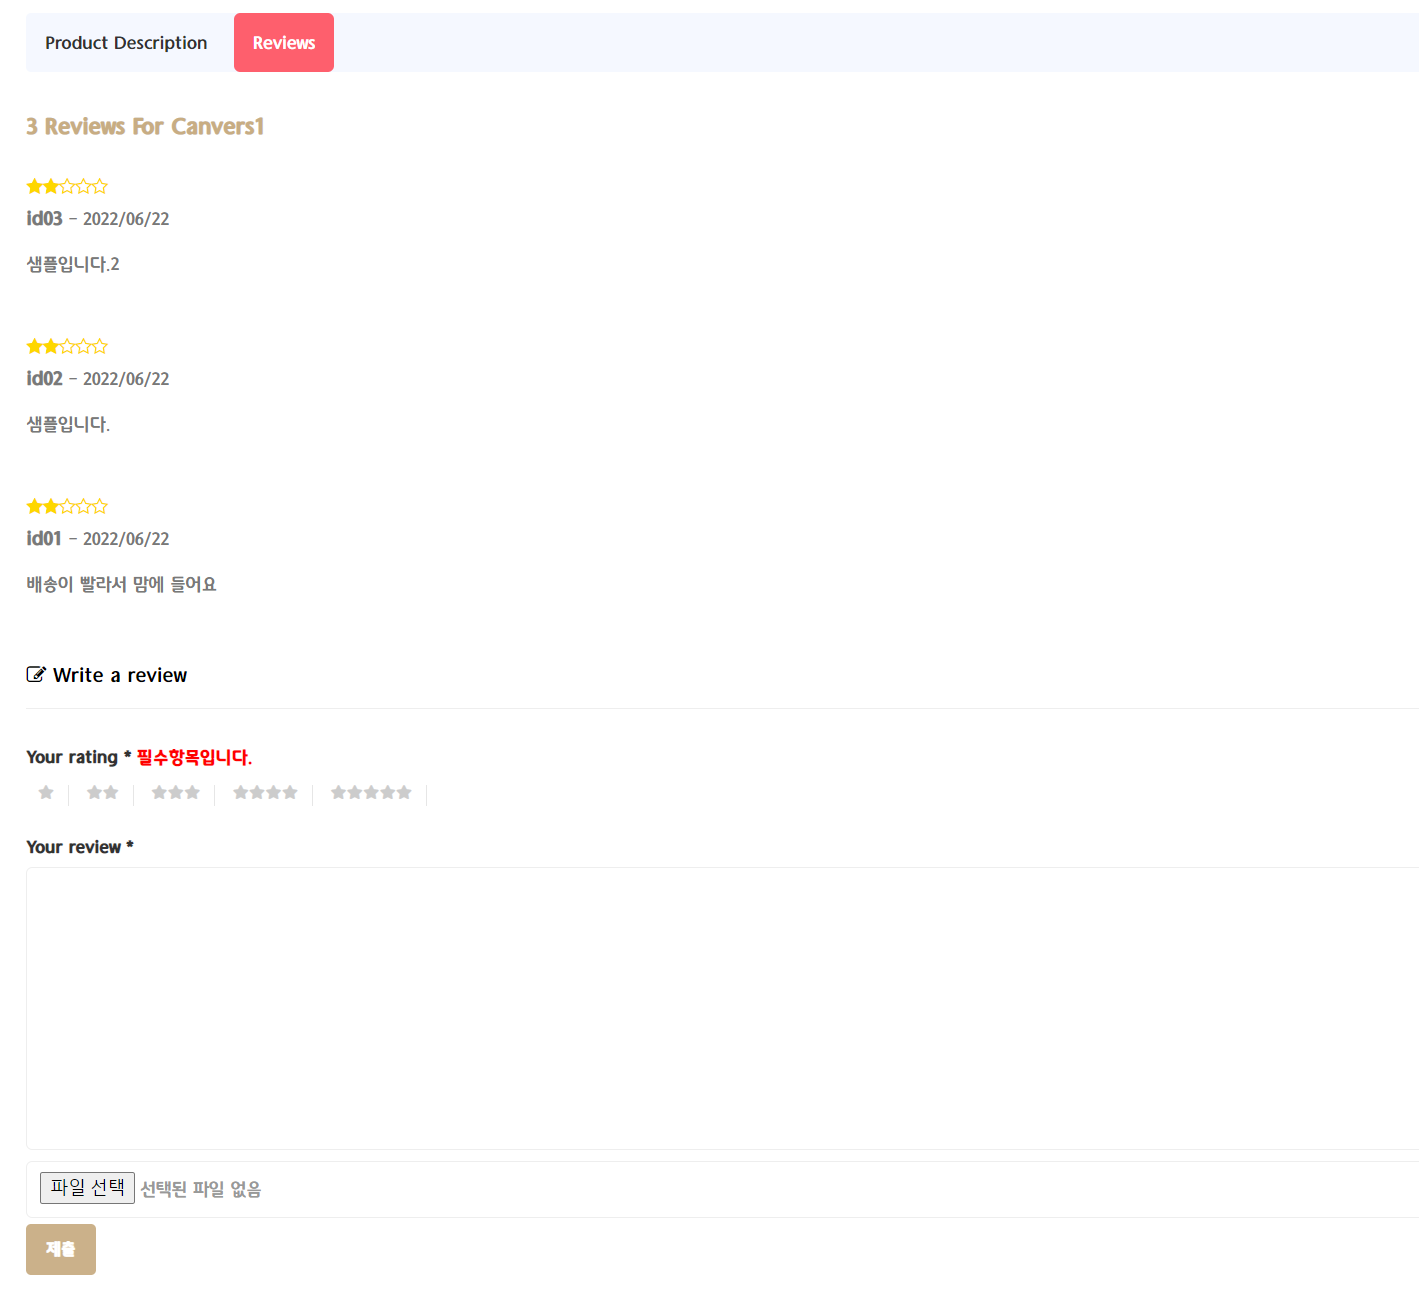 Product Description Reviews
3 Reviews For Canvers1
id03 - 2022/06/22
샘플입니다.2
id02 - 2022/06/22
샘플입니다.
id01 - 2022/06/22
배송이 빨라서 맘에 들어요
Write a review
Your rating * 필수항목입니다.
Your review *
파일 선택 선택된 파일 없음
제출